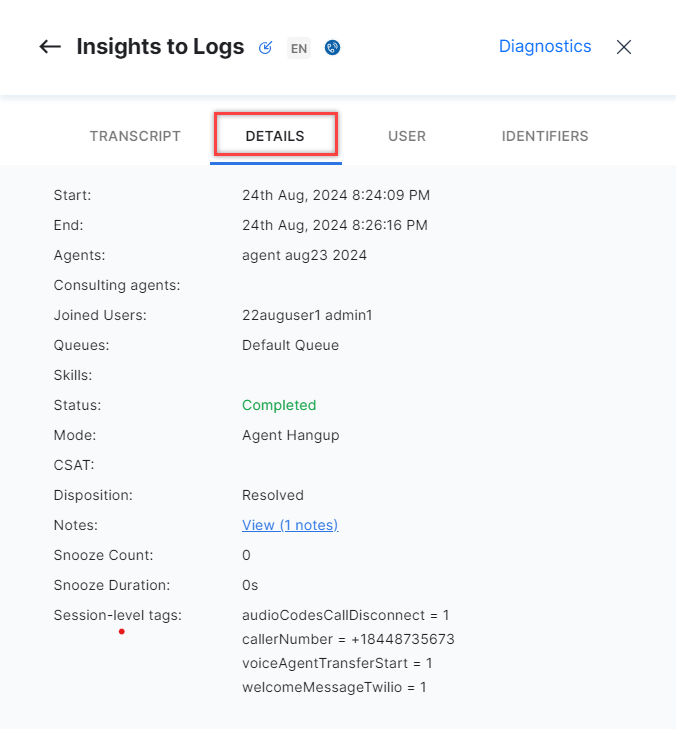 Insights to Logs EN Diagnostics
TRANSCRIPT DETAILS USER IDENTIFIERS
Start: 24th Aug, 2024 8:24:09 PM
End: 24th Aug, 2024 8:26:16 PM
Agents: agent aug23 2024
Consulting agents:
Joined Users: 22auguser1 admin1
Queues: Default Queue
Skills:
Status: Completed
Mode: Agent Hangup
CSAT:
Disposition: Resolved
Notes: View (1 notes)
Snooze Count: 0
Snooze Duration: 0s
Session-level tags: audioCodesCallDisconnect = 1
callerNumber = +18448735673
voiceAgentTransferStart = 1
welcomeMessageTwilio = 1